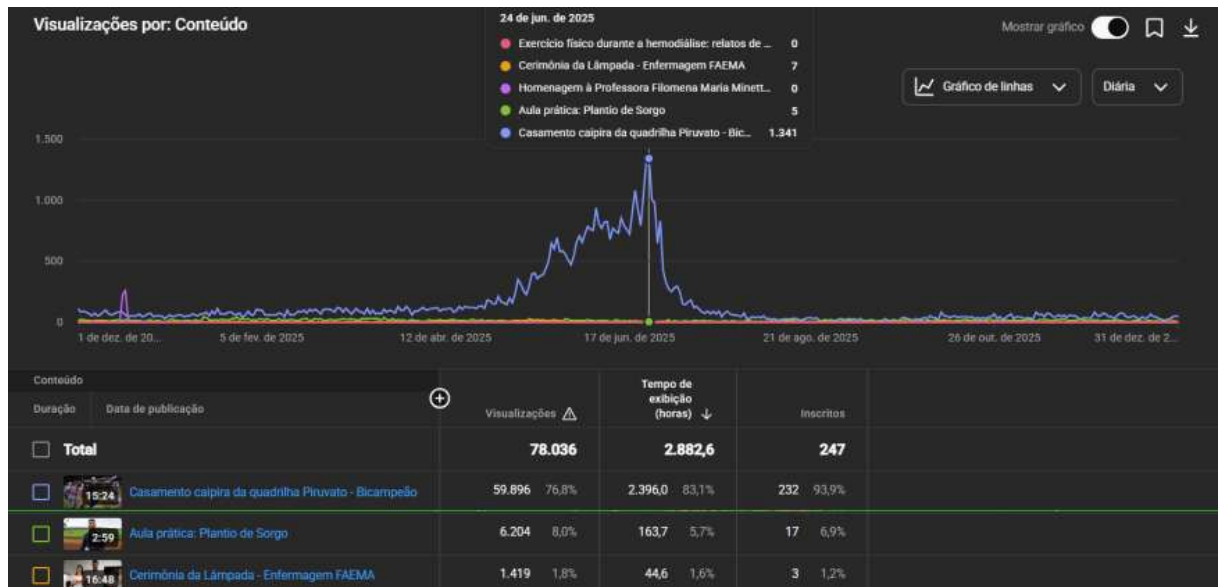 Visualizações por: Conteúdo
24 de jun. de 2025
Exercício físico durante a hemodiálise: relatos de ... 0
Cerimônia da Lâmpada - Enfermagem FAEMA 7
Homenagem à Professora Filomena Maria Minett... 0
Aula prática: Plantio de Sorgo 5
Casamento caipira da quadrilha Piruvato - Bic... 1.341
Mostrar gráfico
Gráfico de linhas
Diária
1.500
1.000
500
0
1 de dez. de 20... 5 de fev. de 2025 12 de abr. de 2025 17 de jun. de 2025 21 de ago. de 2025 26 de out. de 2025 31 de dez. de 2...
Conteúdo
Duração Data de publicação
Visualizações
Tempo de
exibição
(horas)
Inscritos
Total 78.036 2.882,6 247
15:24 Casamento caipira da quadrilha Piruvato - Bicampeão 59.896 76,8% 2.396,0 83,1% 232 93,9%
2:59 Aula prática: Plantio de Sorgo 6.204 8,0% 163,7 5,7% 17 6,9%
16:48 Cerimônia da Lâmpada - Enfermagem FAEMA 1.419 1,8% 44,6 1,6% 3 1,2%